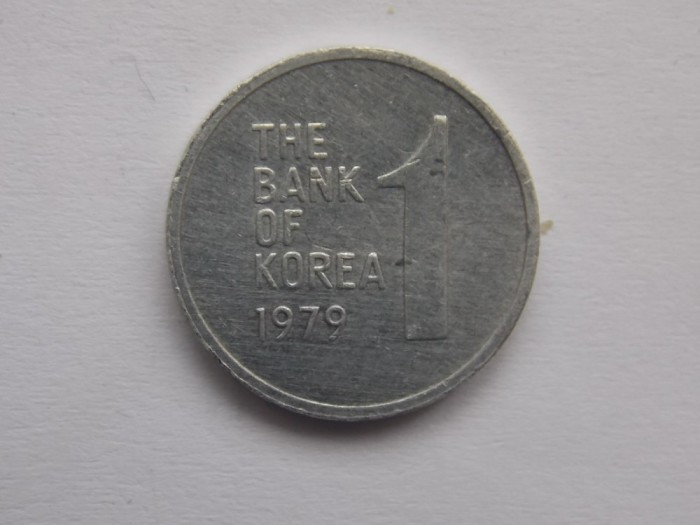 THE
BANK
OF
KOREA
1979
1